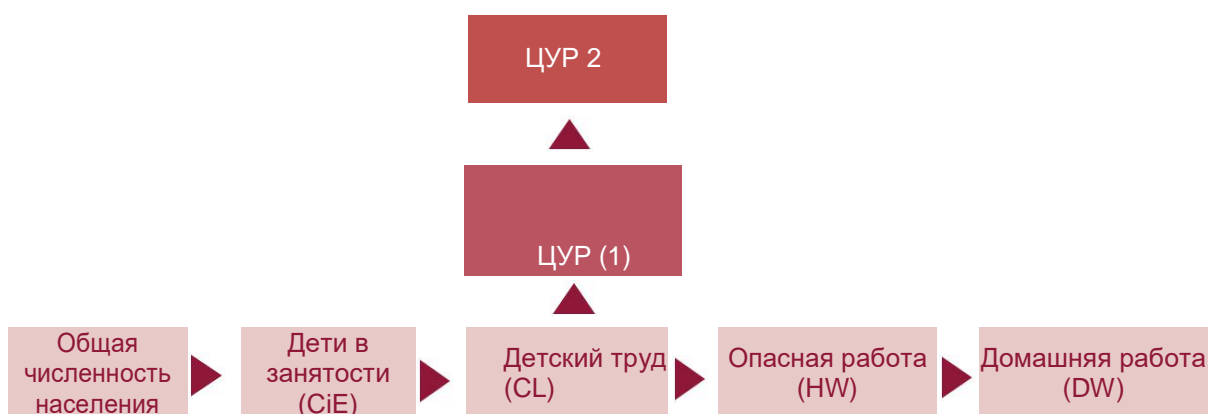 ЦУР 2
ЦУР (1)
Общая
численность
населения
Дети в
занятости
(CiE)
Детский труд
(CL)
Опасная работа
(HW)
Домашняя работа
(DW)